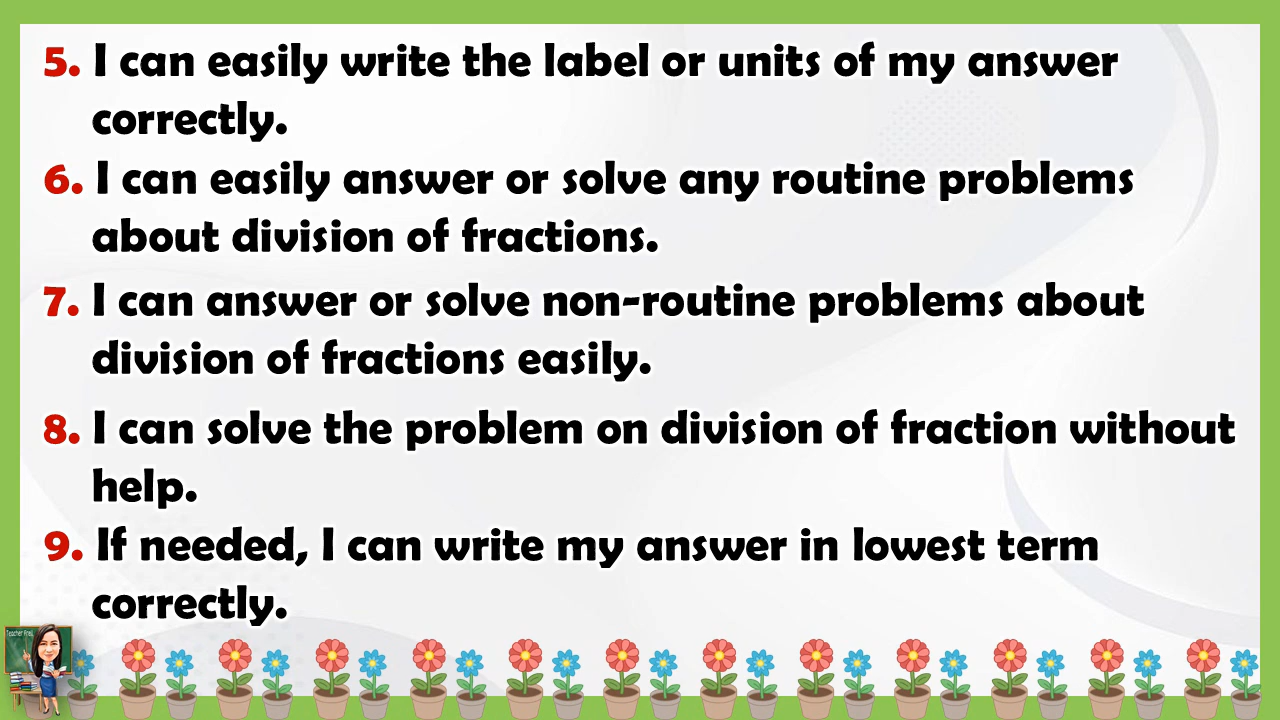 5. I can easily write the label or units of my answer
correctly.
6. I can easily answer or solve any routine problems
about division of fractions.
7. I can answer or solve non-routine problems about
division of fractions easily.
8. I can solve the problem on division of fraction without
help.
9. If needed, I can write my answer in lowest term
correctly.